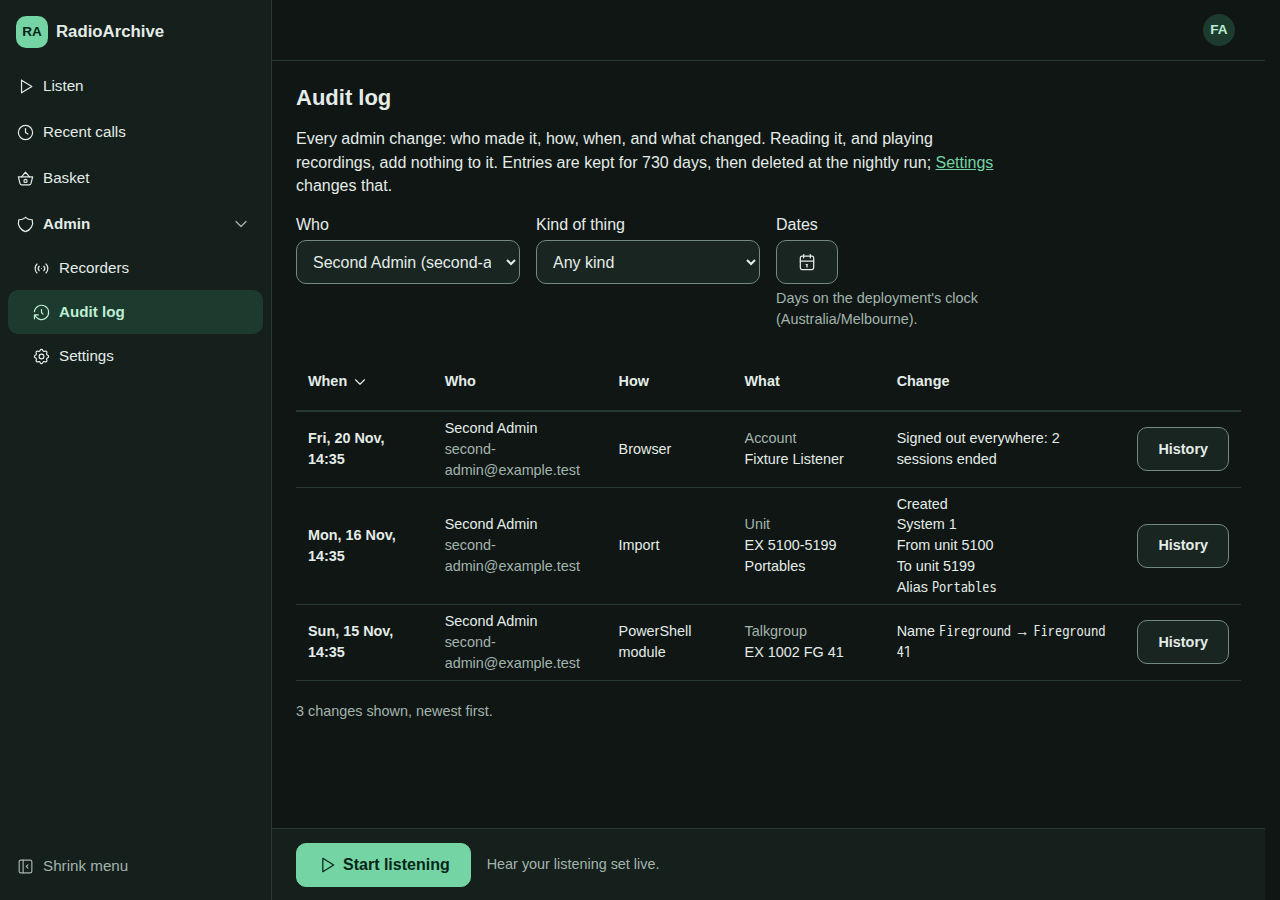 RA RadioArchive
FA
Listen
Recent calls
Basket
Admin
Recorders
Audit log
Settings
Shrink menu
Audit log
Every admin change: who made it, how, when, and what changed. Reading it, and playing
recordings, add nothing to it. Entries are kept for 730 days, then deleted at the nightly run; Settings
changes that.
Who
Second Admin (second-a
Kind of thing
Any kind
Dates
Days on the deployment's clock
(Australia/Melbourne).
When Who How What Change
Fri, 20 Nov,
14:35
Second Admin
second-
admin@example.test
Browser
Account
Fixture Listener
Signed out everywhere: 2
sessions ended
History
Mon, 16 Nov,
14:35
Second Admin
second-
admin@example.test
Import
Unit
EX 5100-5199
Portables
Created
System 1
From unit 5100
To unit 5199
Alias Portables
History
Sun, 15 Nov,
14:35
Second Admin
second-
admin@example.test
PowerShell
module
Talkgroup
EX 1002 FG 41
Name Fireground → Fireground
41
History
3 changes shown, newest first.
Start listening
Hear your listening set live.